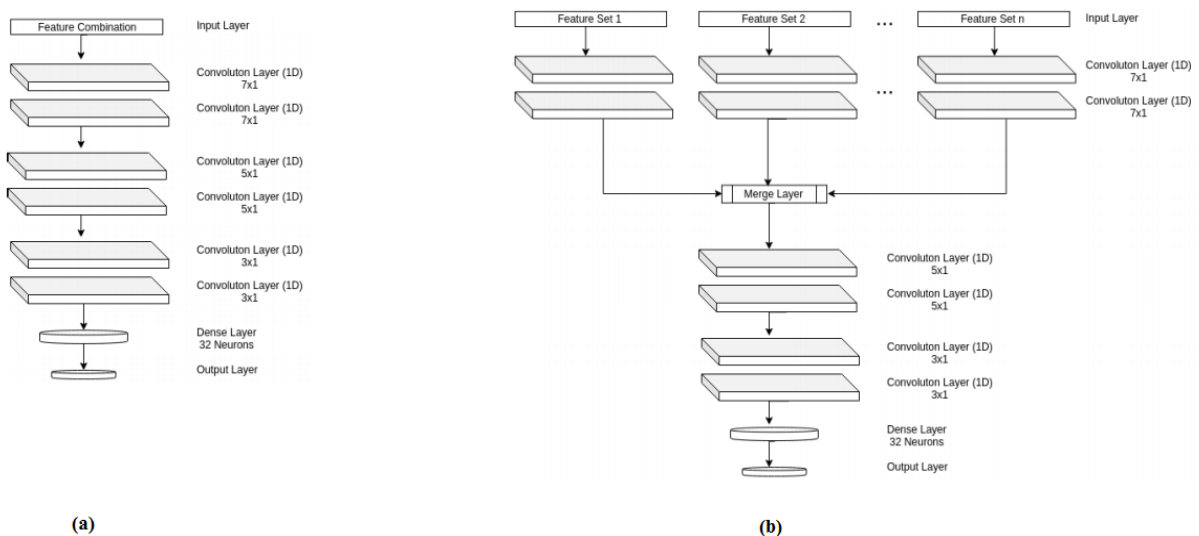 Feature Combination
Input Layer
Convoluton Layer (1D)
7x1
Convoluton Layer (1D)
7x1
Convoluton Layer (1D)
5x1
Convoluton Layer (1D)
5x1
Convoluton Layer (1D)
3x1
Convoluton Layer (1D)
3x1
Dense Layer
32 Neurons
Output Layer
(a)
Feature Set 1
Feature Set 2
...
Feature Set n
Input Layer
Convoluton Layer (1D)
7x1
...
Convoluton Layer (1D)
7x1
Merge Layer
Convoluton Layer (1D)
5x1
Convoluton Layer (1D)
5x1
Convoluton Layer (1D)
3x1
Convoluton Layer (1D)
3x1
Dense Layer
32 Neurons
Output Layer
(b)